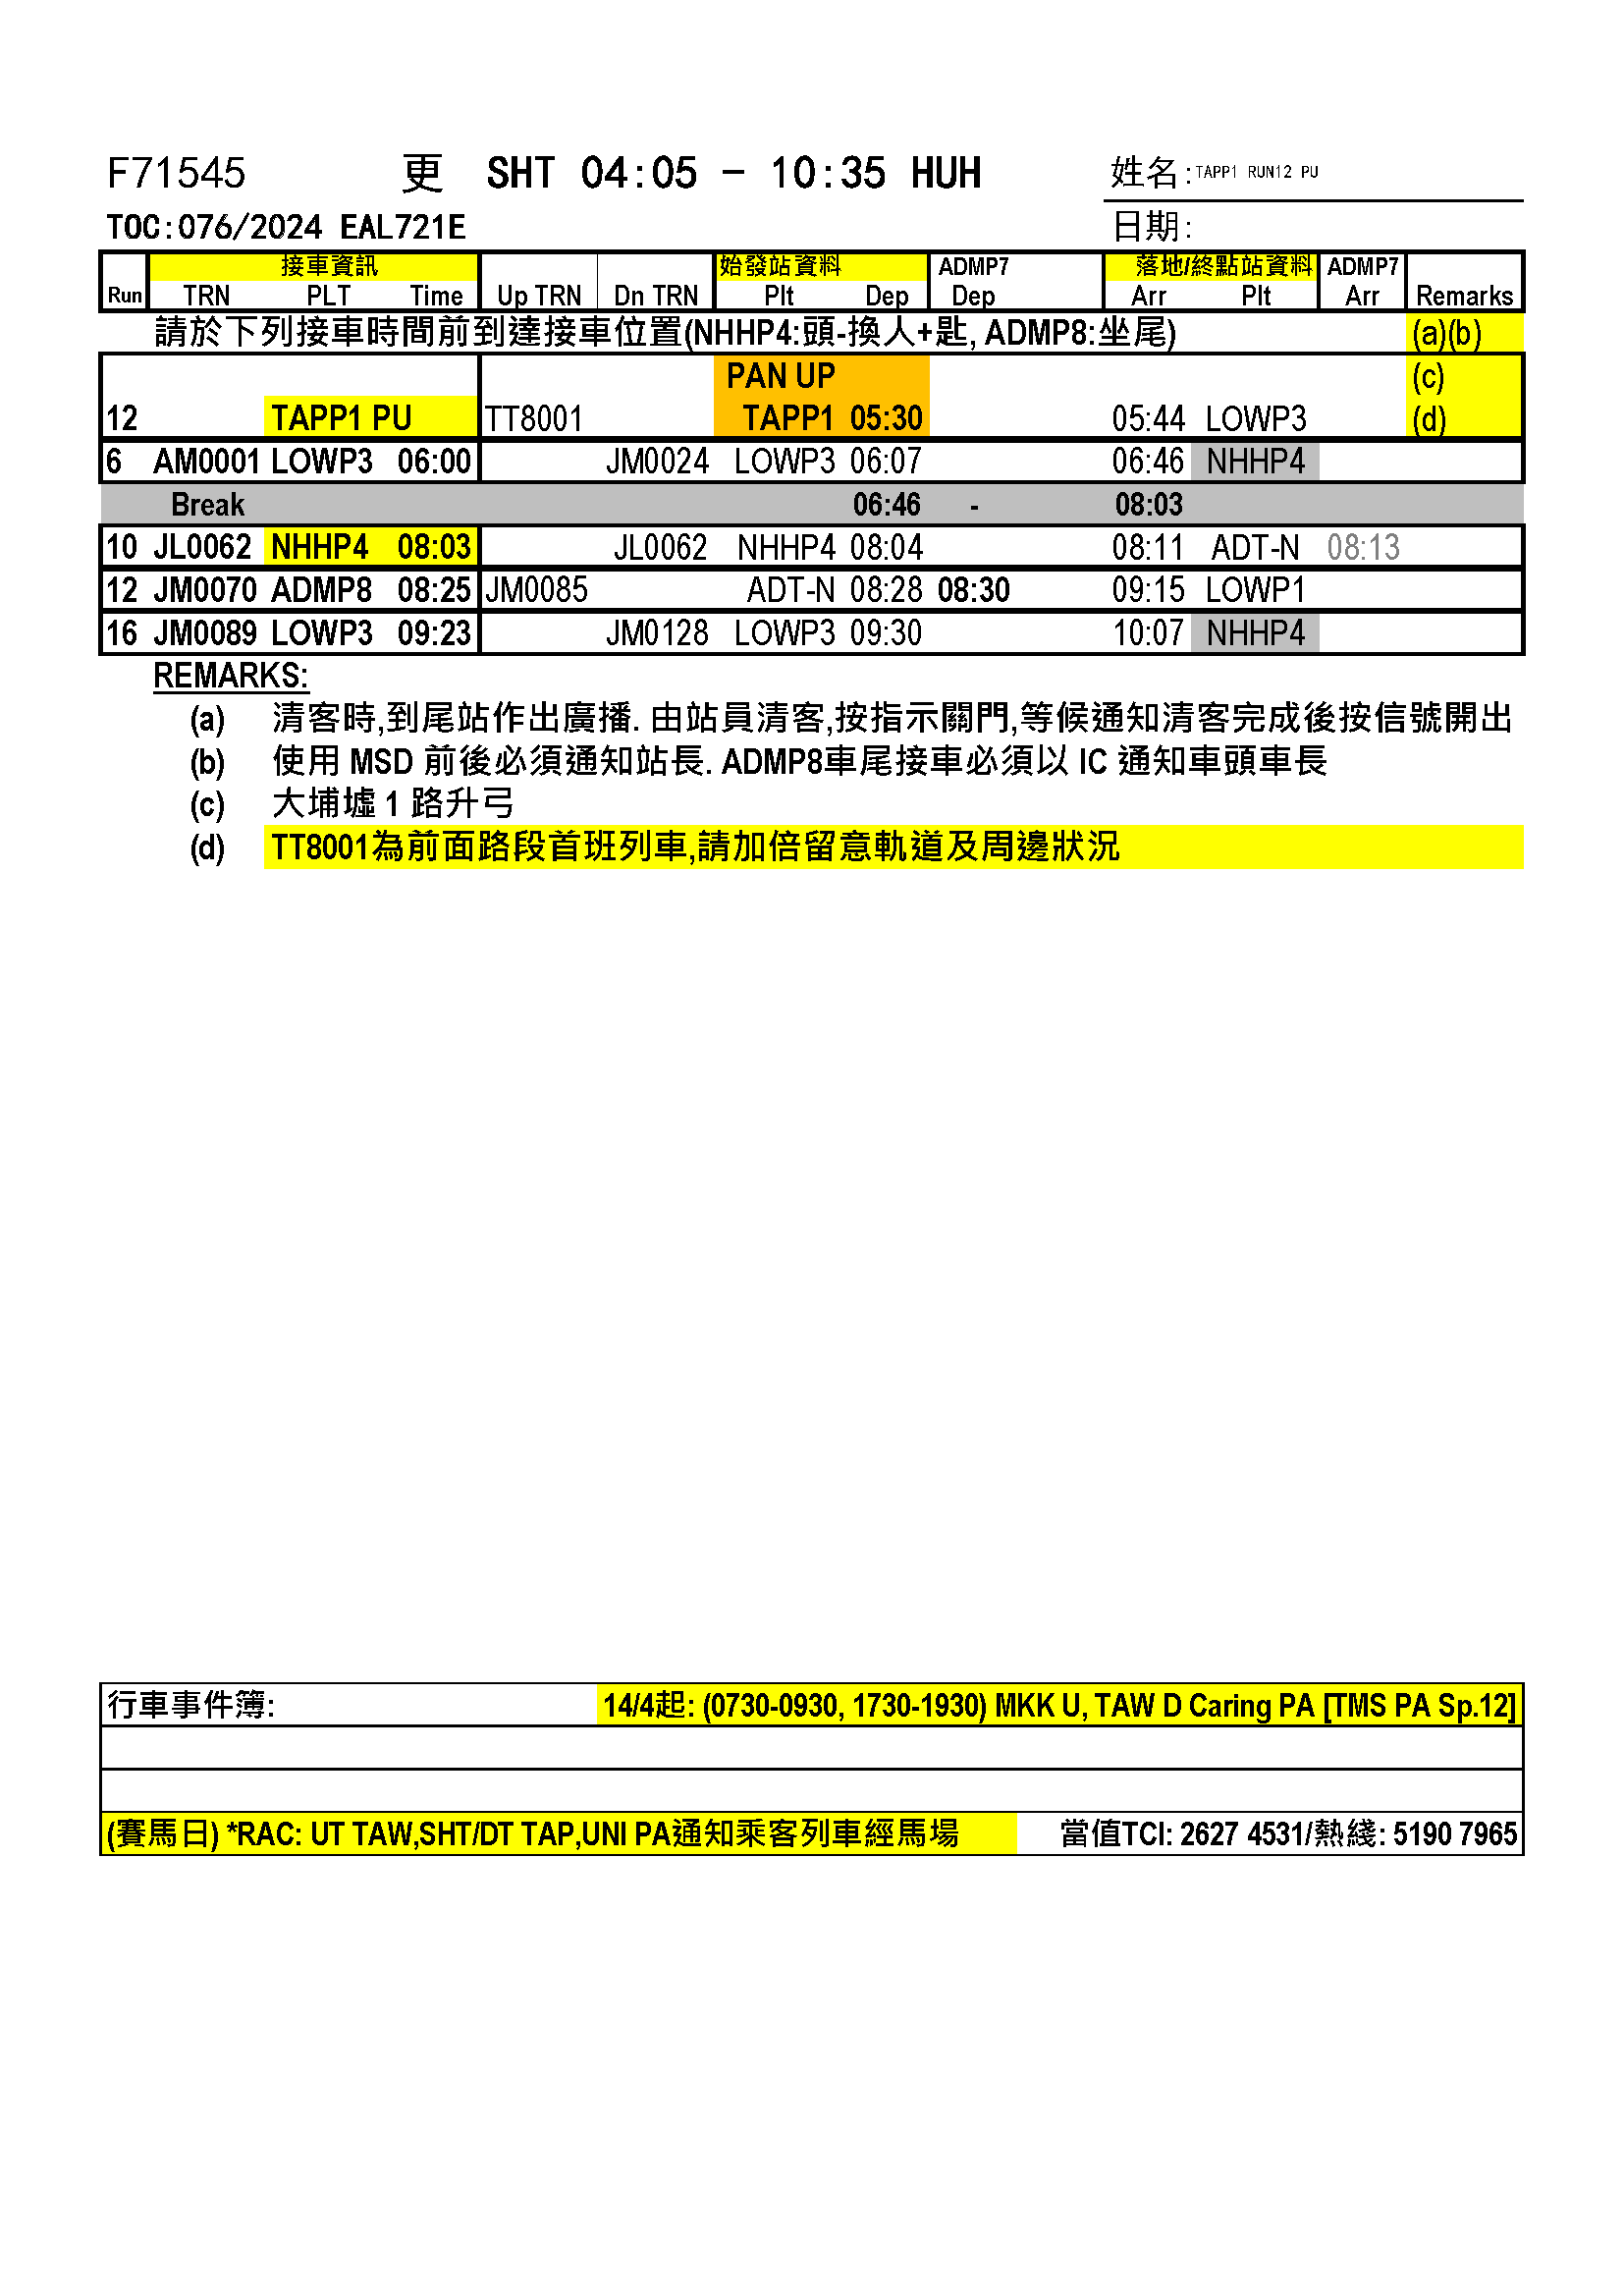 F71545 更 SHT 04:05 - 10:35 HUH 姓名:TAPP1 RUN12 PU
TOC:076/2024 EAL721E 日期:
接車資訊 始發站資料 ADMP7 落地/終點站資料 ADMP7
Run TRN PLT Time Up TRN Dn TRN Plt Dep Dep Arr Plt Arr Remarks
請於下列接車時間前到達接車位置(NHHP4:頭-換人+匙, ADMP8:坐尾) (a)(b)
PAN UP (c)
12 TAPP1 PU TT8001 TAPP1 05:30 05:44 LOWP3 (d)
6 AM0001 LOWP3 06:00 JM0024 LOWP3 06:07 06:46 NHHP4
Break 06:46 - 08:03
10 JL0062 NHHP4 08:03 JL0062 NHHP4 08:04 08:11 ADT-N 08:13
12 JM0070 ADMP8 08:25 JM0085 ADT-N 08:28 08:30 09:15 LOWP1
16 JM0089 LOWP3 09:23 JM0128 LOWP3 09:30 10:07 NHHP4
REMARKS:
(a) 清客時,到尾站作出廣播. 由站員清客,按指示關門,等候通知清客完成後按信號開出
(b) 使用 MSD 前後必須通知站長. ADMP8車尾接車必須以 IC 通知車頭車長
(c) 大埔墟 1 路升弓
(d) TT8001為前面路段首班列車,請加倍留意軌道及周邊狀況
行車事件簿: 14/4起: (0730-0930, 1730-1930) MKK U, TAW D Caring PA [TMS PA Sp.12]
(賽馬日) *RAC: UT TAW,SHT/DT TAP,UNI PA通知乘客列車經馬場 當值TCI: 2627 4531/熱綫: 5190 7965